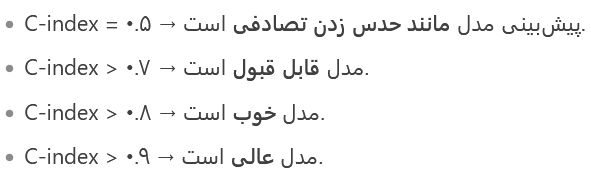 • C-index = ۰.۵ → پیش‌بینی مدل مانند حدس زدن تصادفی است.
• C-index > ۰.۷ → مدل قابل قبول است.
• C-index > ۰.۸ → مدل خوب است.
• C-index > ۰.۹ → مدل عالی است.